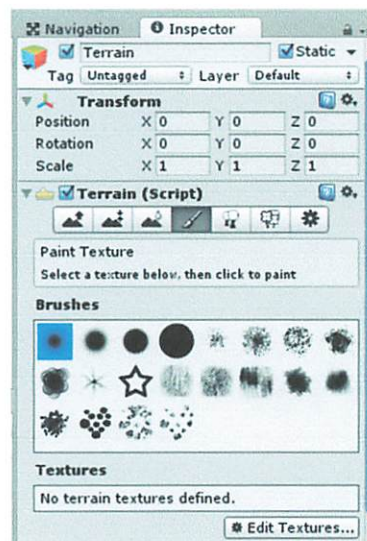 Navigation Inspector
Terrain Static
Tag Untagged Layer Default
Transform
Position X 0 Y 0 Z 0
Rotation X 0 Y 0 Z 0
Scale X 1 Y 1 Z 1
Terrain (Script)
Paint Texture
Select a texture below, then click to paint
Brushes
Textures
No terrain textures defined.
Edit Textures...